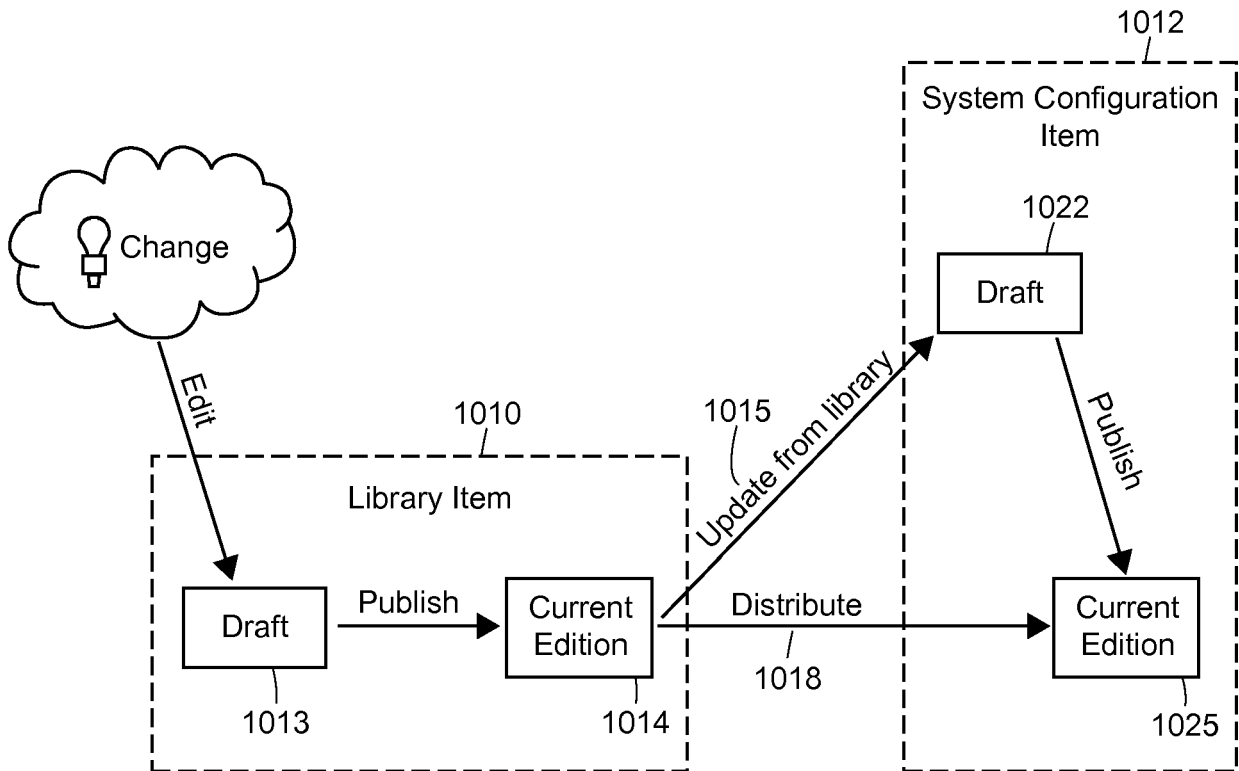 1012
System Configuration
Item
1022
Draft
Change
Edit
1010
Library Item
1015
Update from library
Publish
Draft
Publish
Current
Edition
Distribute
1018
Current
Edition
1013
1014
1025